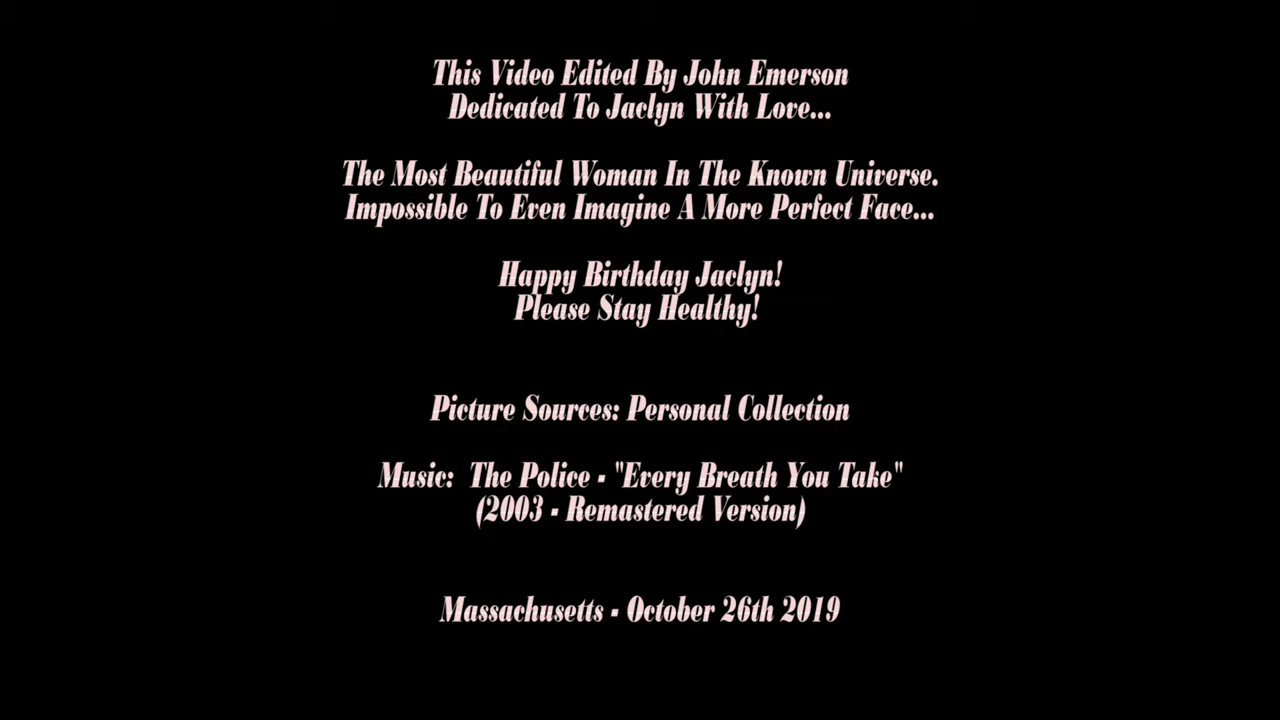 This Video Edited By John Emerson
Dedicated To Jaclyn With Love...
The Most Beautiful Woman In The Known Universe.
Impossible To Even Imagine A More Perfect Face...
Happy Birthday Jaclyn!
Please Stay Healthy!
Picture Sources: Personal Collection
Music:  The Police - "Every Breath You Take"
(2003 - Remastered Version)
Massachusetts - October 26th 2019